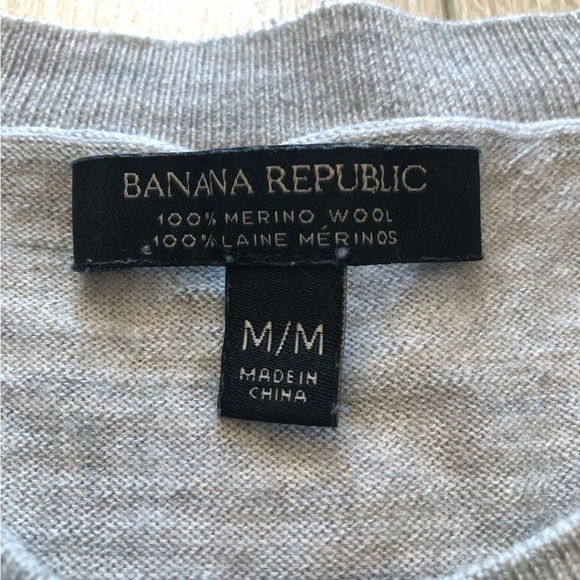 BANANA REPUBLIC
100% MERINO WOOL
100% LAINE MÉRINOS
M/M
MADE IN
CHINA